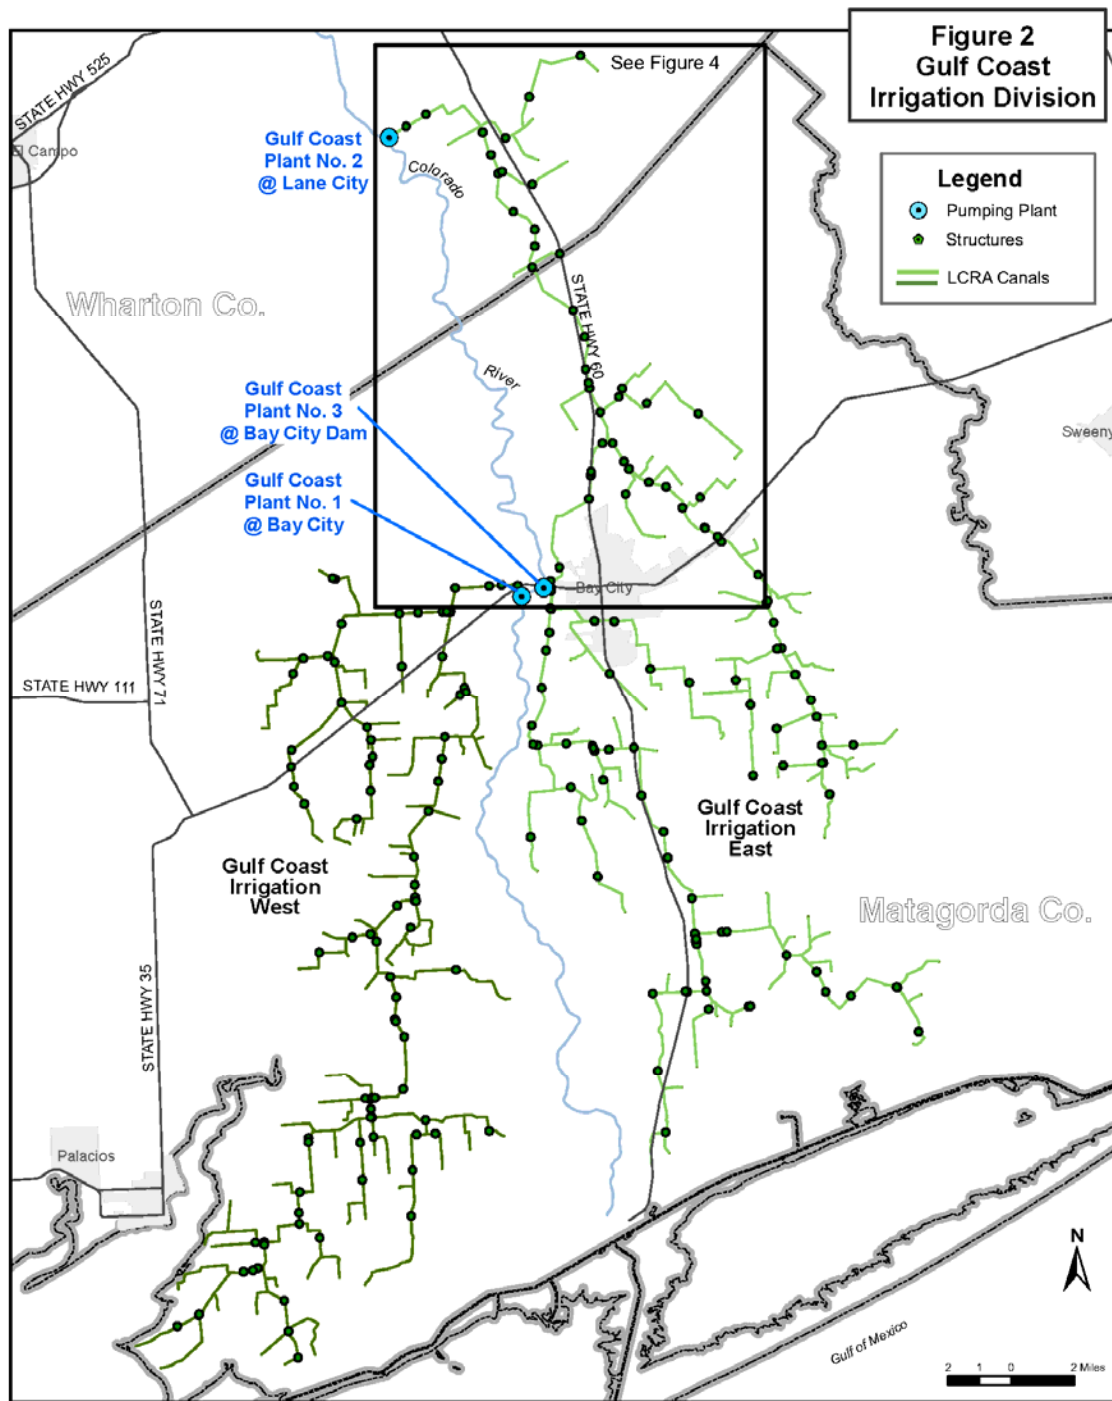 Figure 2
Gulf Coast
Irrigation Division
See Figure 4
STATE HWY 525
Campo
Gulf Coast
Plant No. 2
@ Lane City
Colorado
Legend
Pumping Plant
Structures
LCRA Canals
Wharton Co.
STATE HWY 60
River
Gulf Coast
Plant No. 3
@ Bay City Dam
Sweeny
Gulf Coast
Plant No. 1
@ Bay City
Bay City
STATE HWY 71
STATE HWY 111
Gulf Coast
Irrigation
East
Gulf Coast
Irrigation
West
Matagorda Co.
STATE HWY 35
Palacios
N
Gulf of Mexico
2 1 0 2 Miles